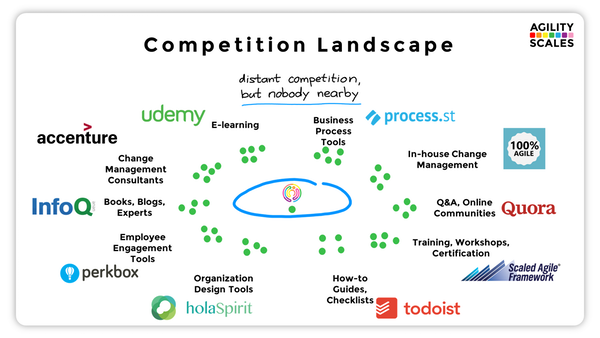 AGILITY
SCALES
Competition Landscape
distant competition,
but nobody nearby
udemy
E-learning
Business
Process
Tools
process.st
accenture
Change
Management
Consultants
In-house Change
Management
100%
AGILE
InfoQ
Books, Blogs,
Experts
Q&A, Online
Communities
Quora
Employee
Engagement
Tools
perkbox
Training, Workshops,
Certification
Scaled Agile
Framework
Organization
Design Tools
holaSpirit
How-to
Guides,
Checklists
todoist